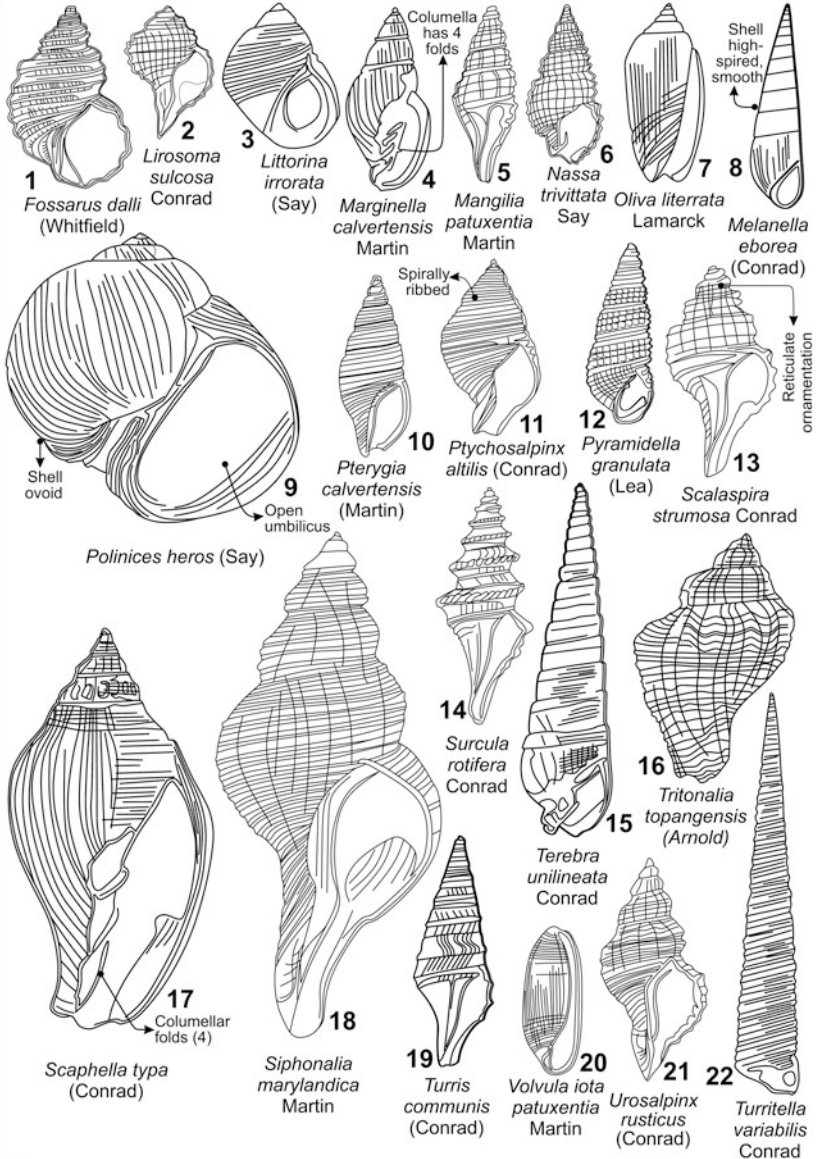 1
Fossarus dalli
(Whitfield)
2
Lirosoma
sulcosa
Conrad
3
Littorina
irrorata
(Say)
Columella
has 4
folds
4
Marginella
calvertensis
Martin
5
Mangilia
patuxentia
Martin
6
Nassa
trivittata
Say
7
Oliva literrata
Lamarck
Shell
high-
spired,
smooth
8
Melanella
eborea
(Conrad)
Shell
ovoid
9
Open
umbilicus
Polinices heros (Say)
10
Pterygia
calvertensis
(Martin)
Spirally
ribbed
11
Ptychosalpinx
altilis (Conrad)
12
Pyramidella
granulata
(Lea)
Reticulate
ornamentation
13
Scalaspira
strumosa Conrad
14
Surcula
rotifera
Conrad
15
Terebra
unilineata
Conrad
16
Tritonalia
topangensis
(Arnold)
17
Columellar
folds (4)
Scaphella typa
(Conrad)
18
Siphonalia
marylandica
Martin
19
Turris
communis
(Conrad)
20
Volvula iota
patuxentia
Martin
21
Urosalpinx
rusticus
(Conrad)
22
Turritella
variabilis
Conrad